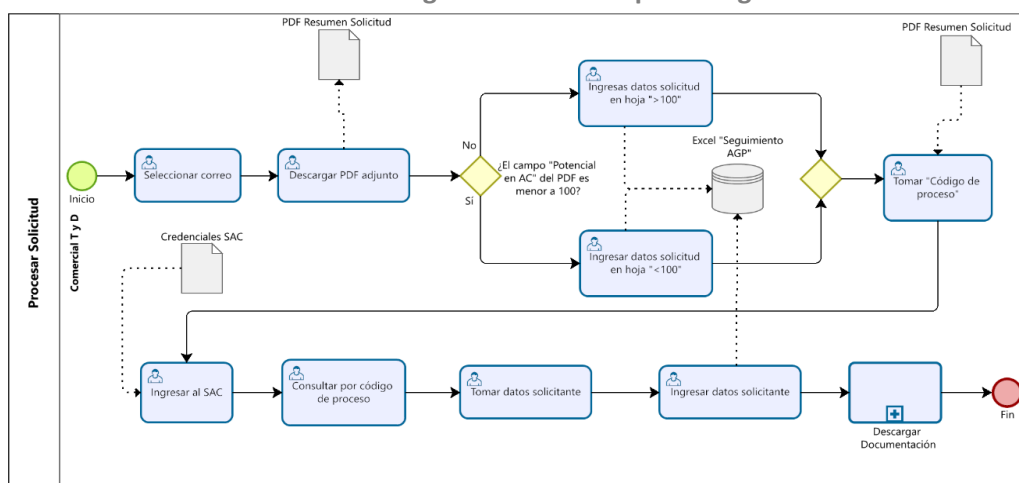 PDF Resumen Solicitud
PDF Resumen Solicitud
Procesar Solicitud
Comercial T y D
Inicio
Seleccionar correo
Descargar PDF adjunto
No
Si
¿El campo "Potencial
en AC" del PDF es
menor a 100?
Ingresas datos solicitud
en hoja ">100"
Excel "Seguimiento
AGP"
Ingresar datos solicitud
en hoja "<100"
Tomar "Código de
proceso"
Credenciales SAC
Ingresar al SAC
Consultar por código
de proceso
Tomar datos solicitante
Ingresar datos solicitante
Descargar
Documentación
Fin